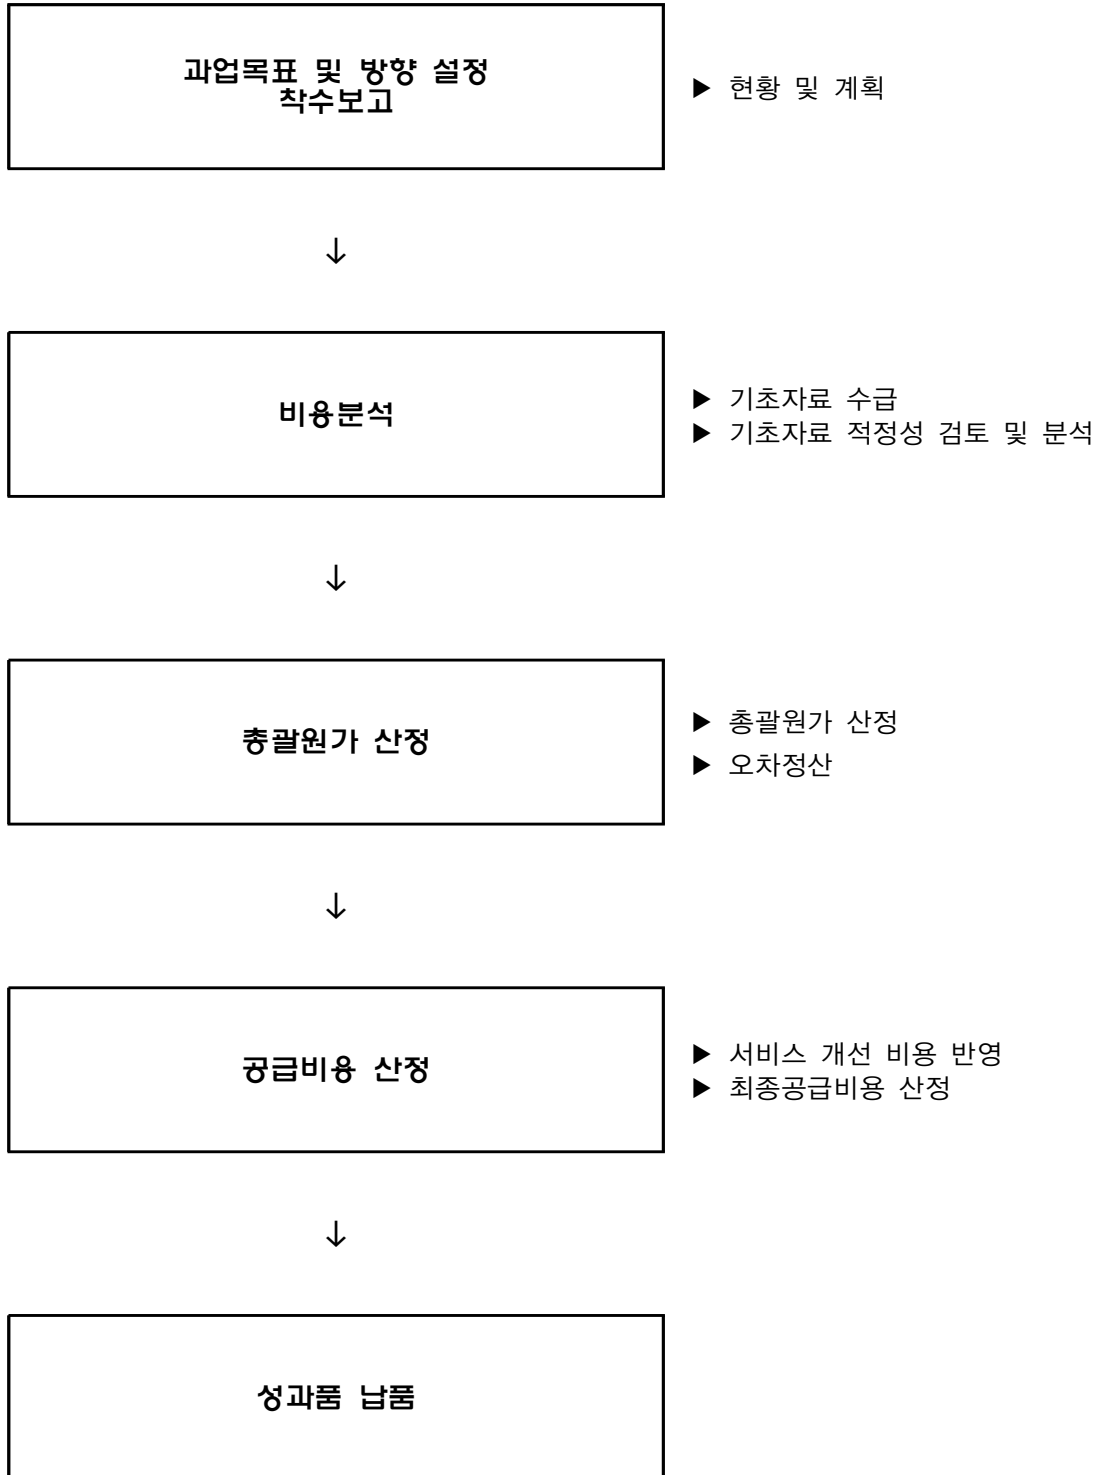 과업목표 및 방향 설정
착수보고
▶ 현황 및 계획
↓
비용분석
▶ 기초자료 수급
▶ 기초자료 적정성 검토 및 분석
↓
총괄원가 산정
▶ 총괄원가 산정
▶ 오차정산
↓
공급비용 산정
▶ 서비스 개선 비용 반영
▶ 최종공급비용 산정
↓
성과품 납품